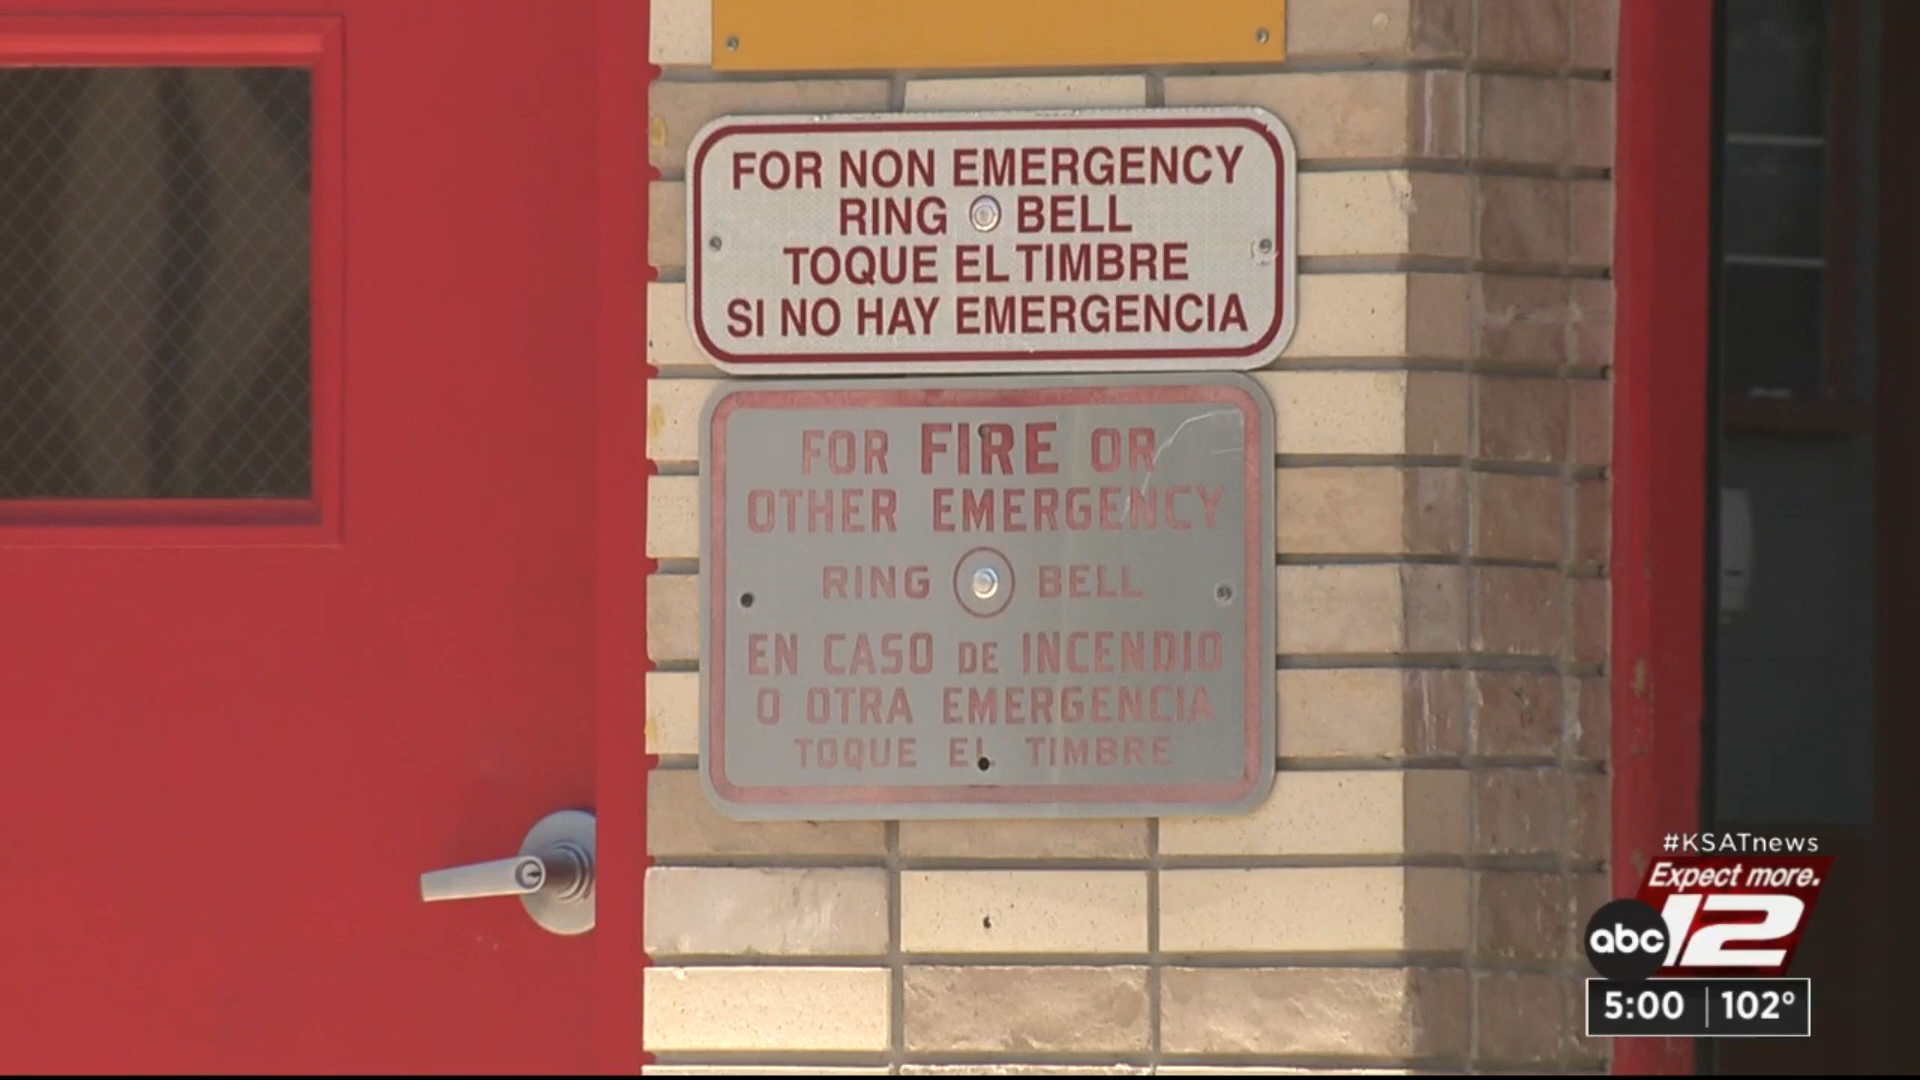 FOR NON EMERGENCY
RING BELL
TOQUE EL TIMBRE
SI NO HAY EMERGENCIA
FOR FIRE OR
OTHER EMERGENCY
RING BELL
EN CASO DE INCENDIO
O OTRA EMERGENCIA
TOQUE EL TIMBRE
#KSATnews
Expect more.
abc 12
5:00 102°